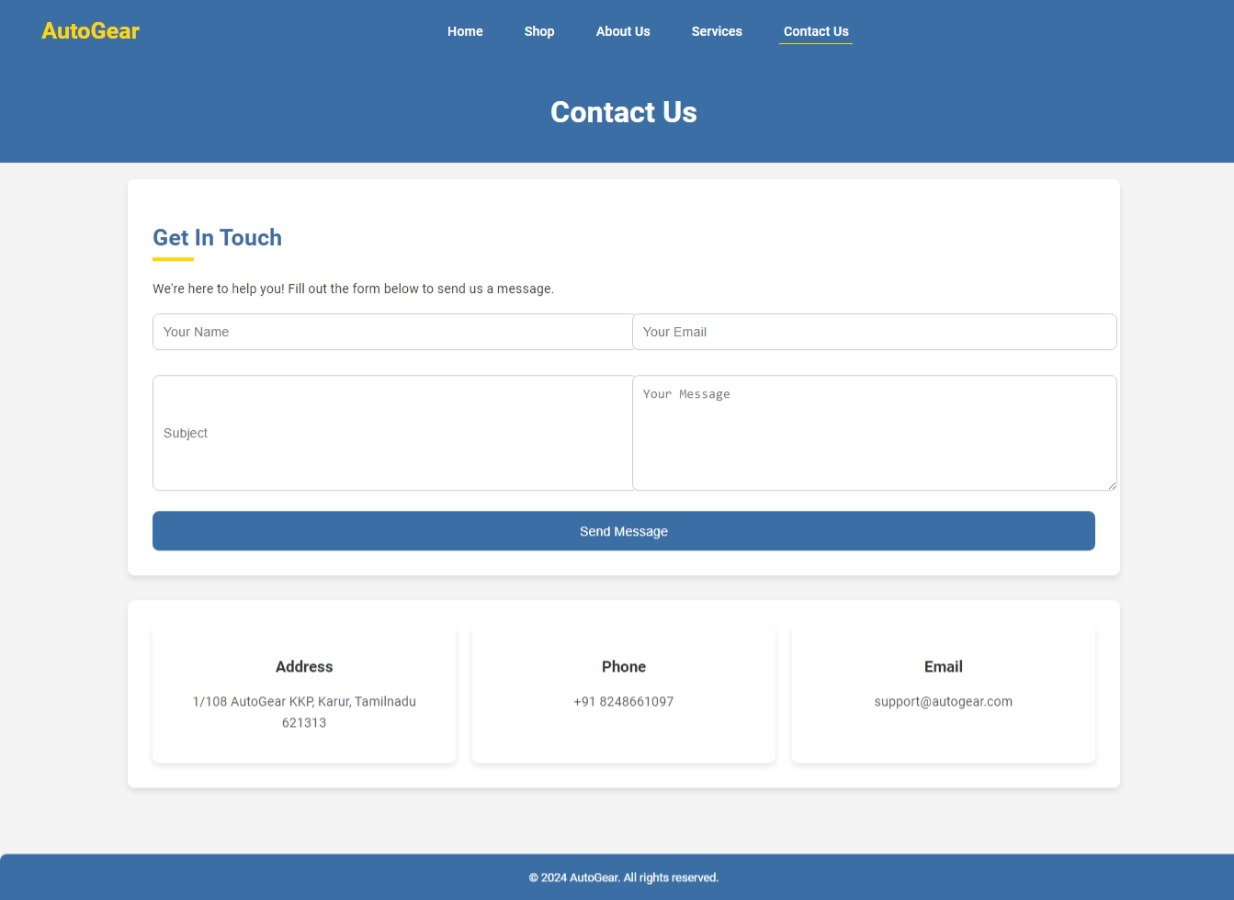 AutoGear
Home
Shop
About Us
Services
Contact Us
Contact Us
Get In Touch
We're here to help you! Fill out the form below to send us a message.
Your Name
Your Email
Subject
Your Message
Send Message
Address
1/108 AutoGear KKP, Karur, Tamilnadu
621313
Phone
+91 8248661097
Email
support@autogear.com
© 2024 AutoGear. All rights reserved.